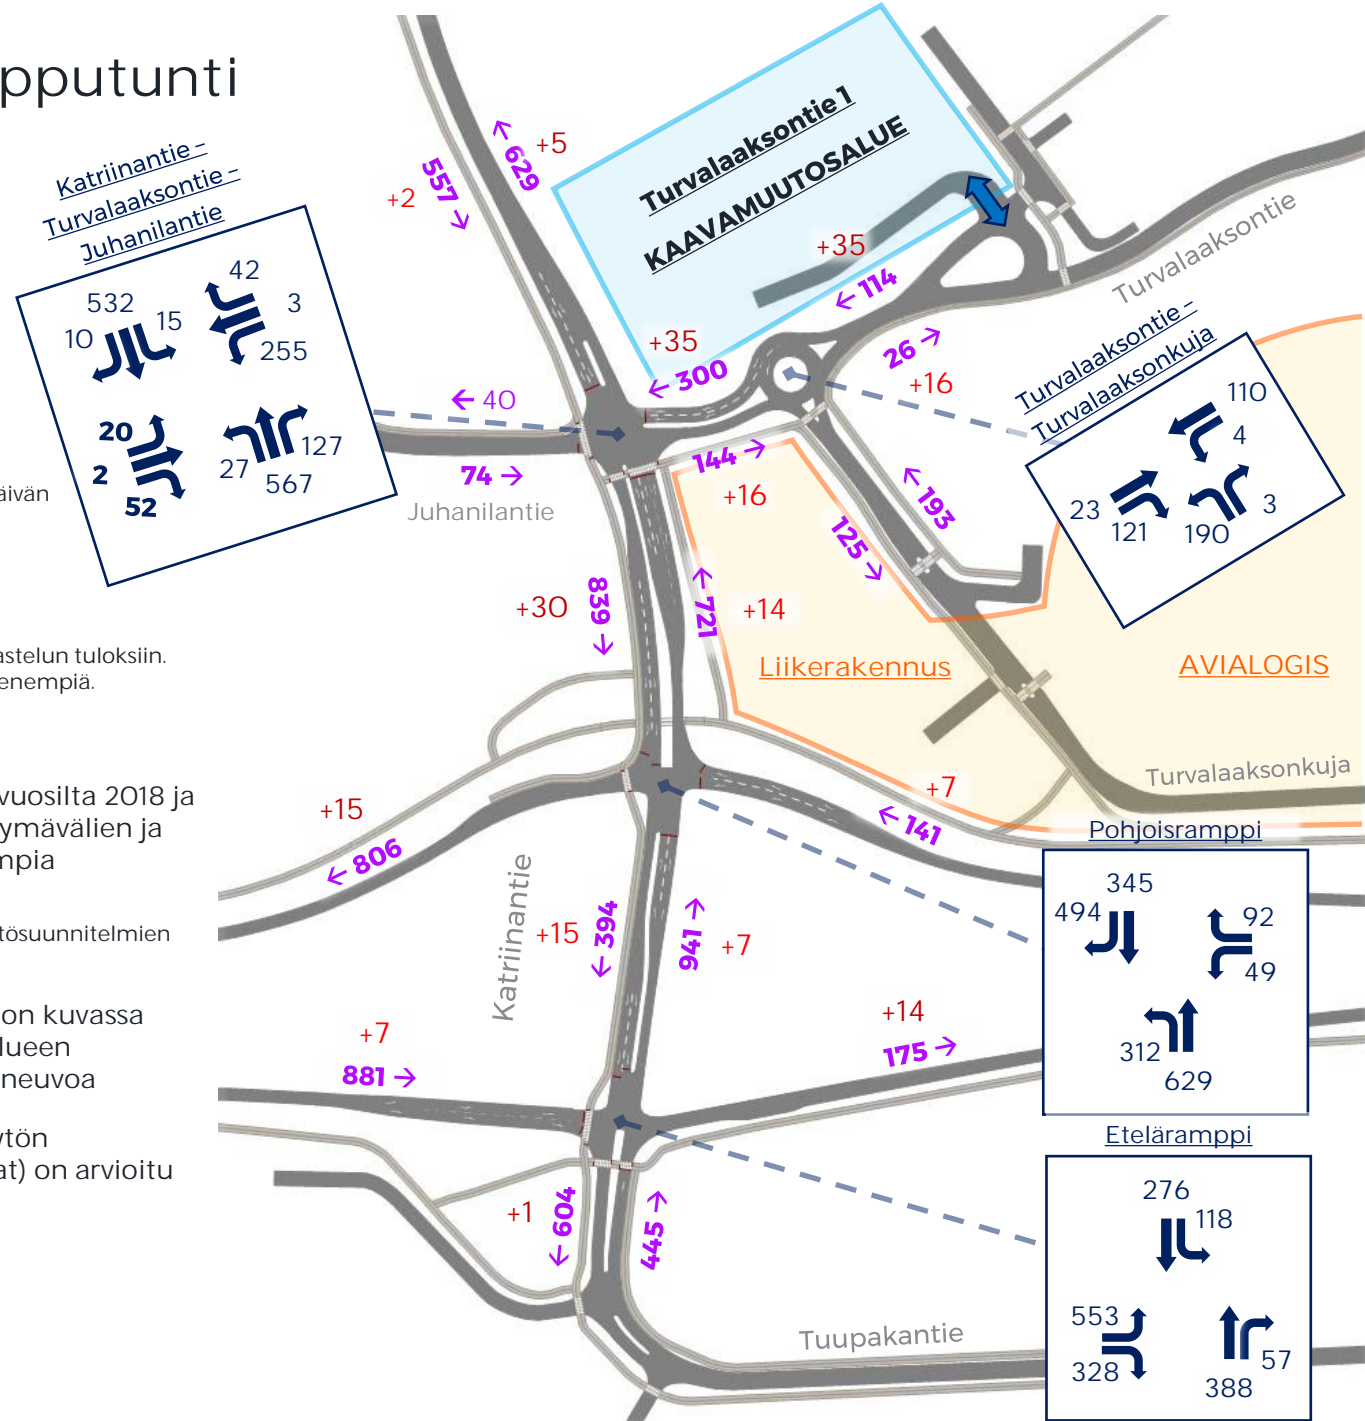 pputunti
Katriinantie –
Turvalaaksontie –
Juhanilantie
532
10
15
42
3
255
20
2
52
27
567
127
äivän
astelun tuloksiin.
enempiä.
vuosilta 2018 ja
ymävälien ja
mpia
tösuunnitelmien
on kuvassa
lueen
neuvoa
ytön
at) on arvioitu
+5
← 629
557 →
+2
Turvalaaksontie 1
KAAVAMUUTOSALUE
+35
← 114
Turvalaaksontie
+35
← 300
26 →
+16
← 40
74 →
Juhanilantie
144 →
+16
← 193
125 →
Turvalaaksontie –
Turvalaaksonkuja
110
4
23
121
190
3
+30
← 839
← 721
+14
Liikerakennus
AVIALOGIS
Turvalaaksonkuja
+7
← 141
+15
← 806
Katriinantie
+15
← 394
941 →
+7
Pohjoisramppi
345
494
92
49
312
629
+7
881 →
+14
175 →
+1
← 604
445 →
Tuupakantie
Eteläramppi
276
118
553
328
57
388